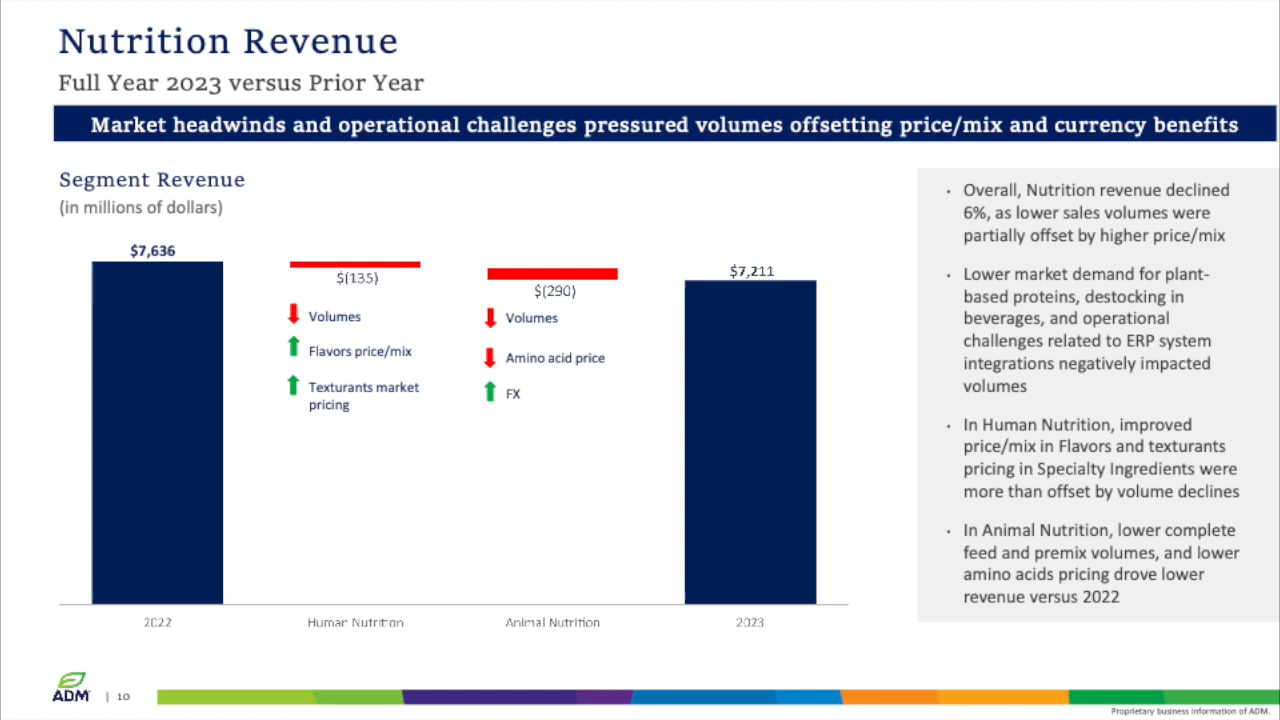 Nutrition Revenue
Full Year 2023 versus Prior Year
Market headwinds and operational challenges pressured volumes offsetting price/mix and currency benefits
Segment Revenue
(in millions of dollars)
$7,636
$(135)
Volumes
Flavors price/mix
Texturants market
pricing
$(290)
Volumes
Amino acid price
FX
$7,211
2022
Human Nutrition
Animal Nutrition
2023
· Overall, Nutrition revenue declined
6%, as lower sales volumes were
partially offset by higher price/mix
· Lower market demand for plant-
based proteins, destocking in
beverages, and operational
challenges related to ERP system
integrations negatively impacted
volumes
· In Human Nutrition, improved
price/mix in Flavors and texturants
pricing in Specialty Ingredients were
more than offset by volume declines
· In Animal Nutrition, lower complete
feed and premix volumes, and lower
amino acids pricing drove lower
revenue versus 2022
ADM
| 10
Proprietary business information of ADM.